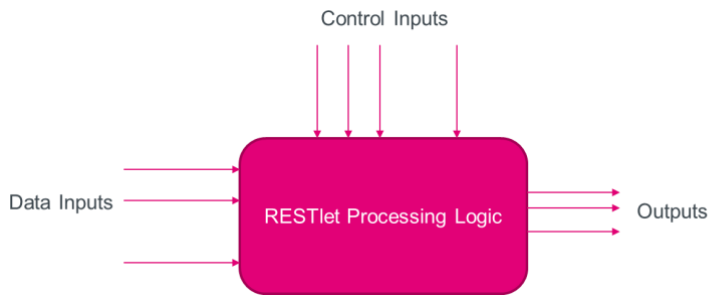 Control Inputs
Data Inputs
RESTlet Processing Logic
Outputs